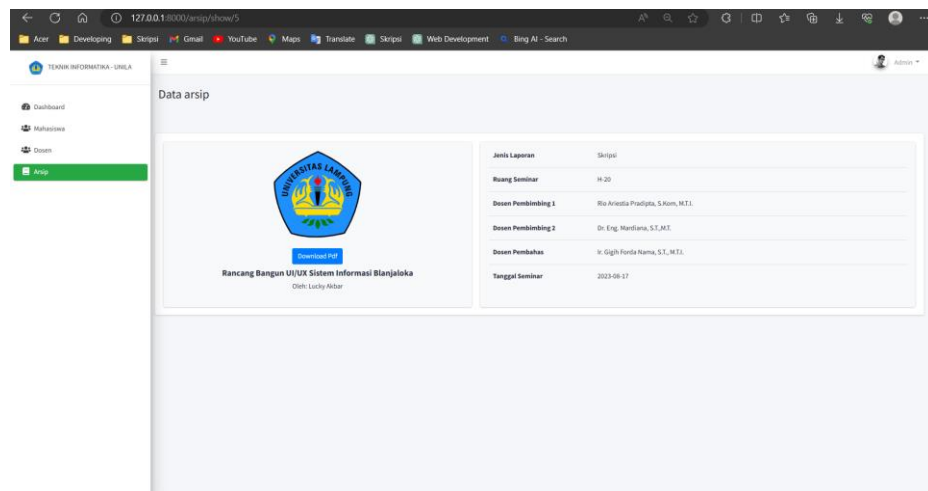 127.0.0.1:8000/arsip/show/5
Acer Developing Skripsi Gmail YouTube Maps Translate Skripsi Web Development Bing AI - Search
TEKNIK INFORMATIKA - UNILA
Admin
Dashboard
Mahasiswa
Dosen
Arsip
Data arsip
UNIVERSITAS LAMPUNG
Download Pdf
Rancang Bangun UI/UX Sistem Informasi Blanjaloka
Oleh: Lucky Akbar
Jenis Laporan Skripsi
Ruang Seminar H-20
Dosen Pembimbing 1 Rio Ariestia Pradipta, S.Kom, M.T.I.
Dosen Pembimbing 2 Dr. Eng. Mardiana, S.T.,M.T.
Dosen Pembahas Ir. Gigih Forda Nama, S.T., M.T.I.
Tanggal Seminar 2023-08-17